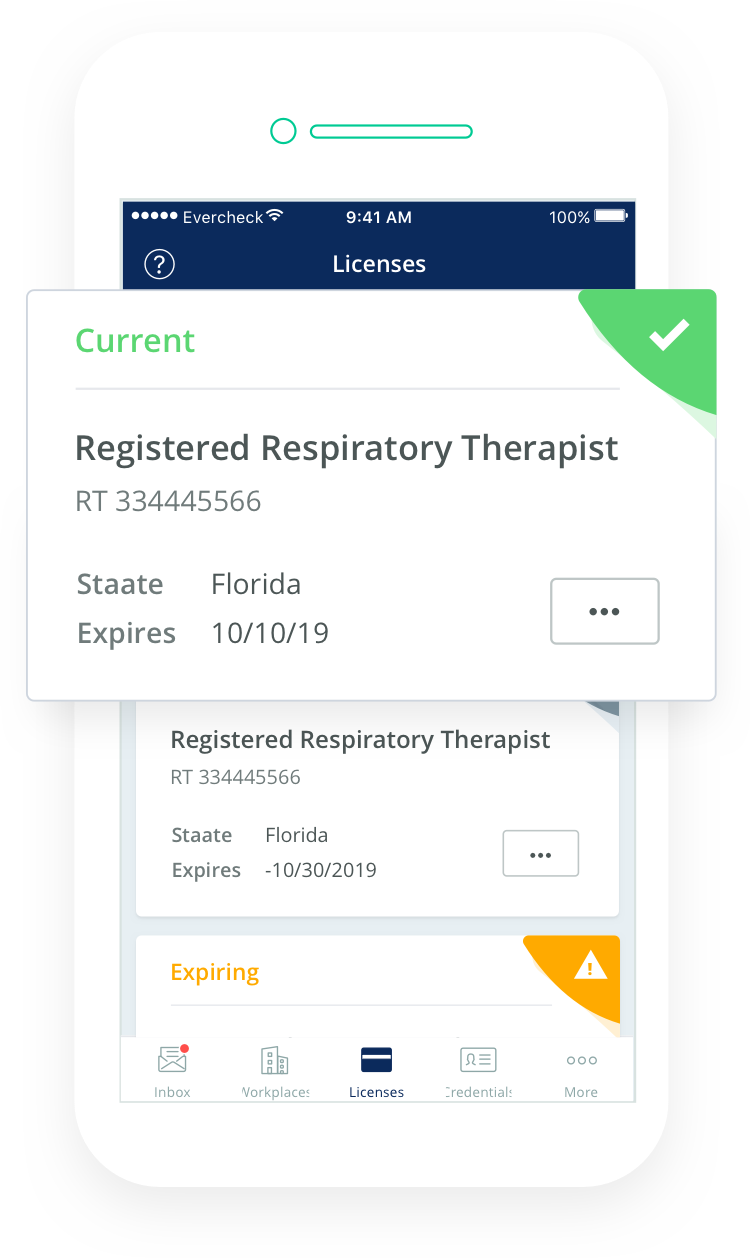 Evercheck 9:41 AM 100%
?
Licenses
Current
Registered Respiratory Therapist
RT 334445566
Staate Florida
Expires 10/10/19
Registered Respiratory Therapist
RT 334445566
Staate Florida
Expires -10/30/2019
Expiring
Inbox Workplaces Licenses Credentials More